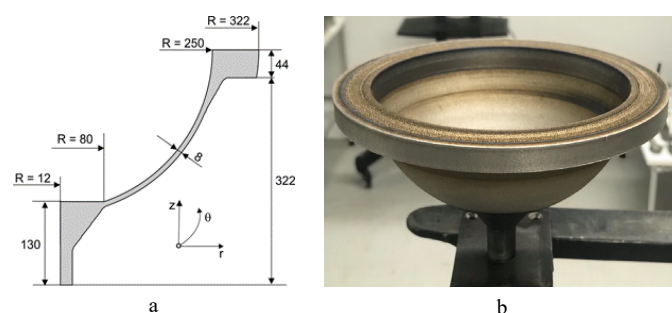 R = 322
R = 250
44
R = 80
8
R = 12
322
z
θ
130
r
a
b